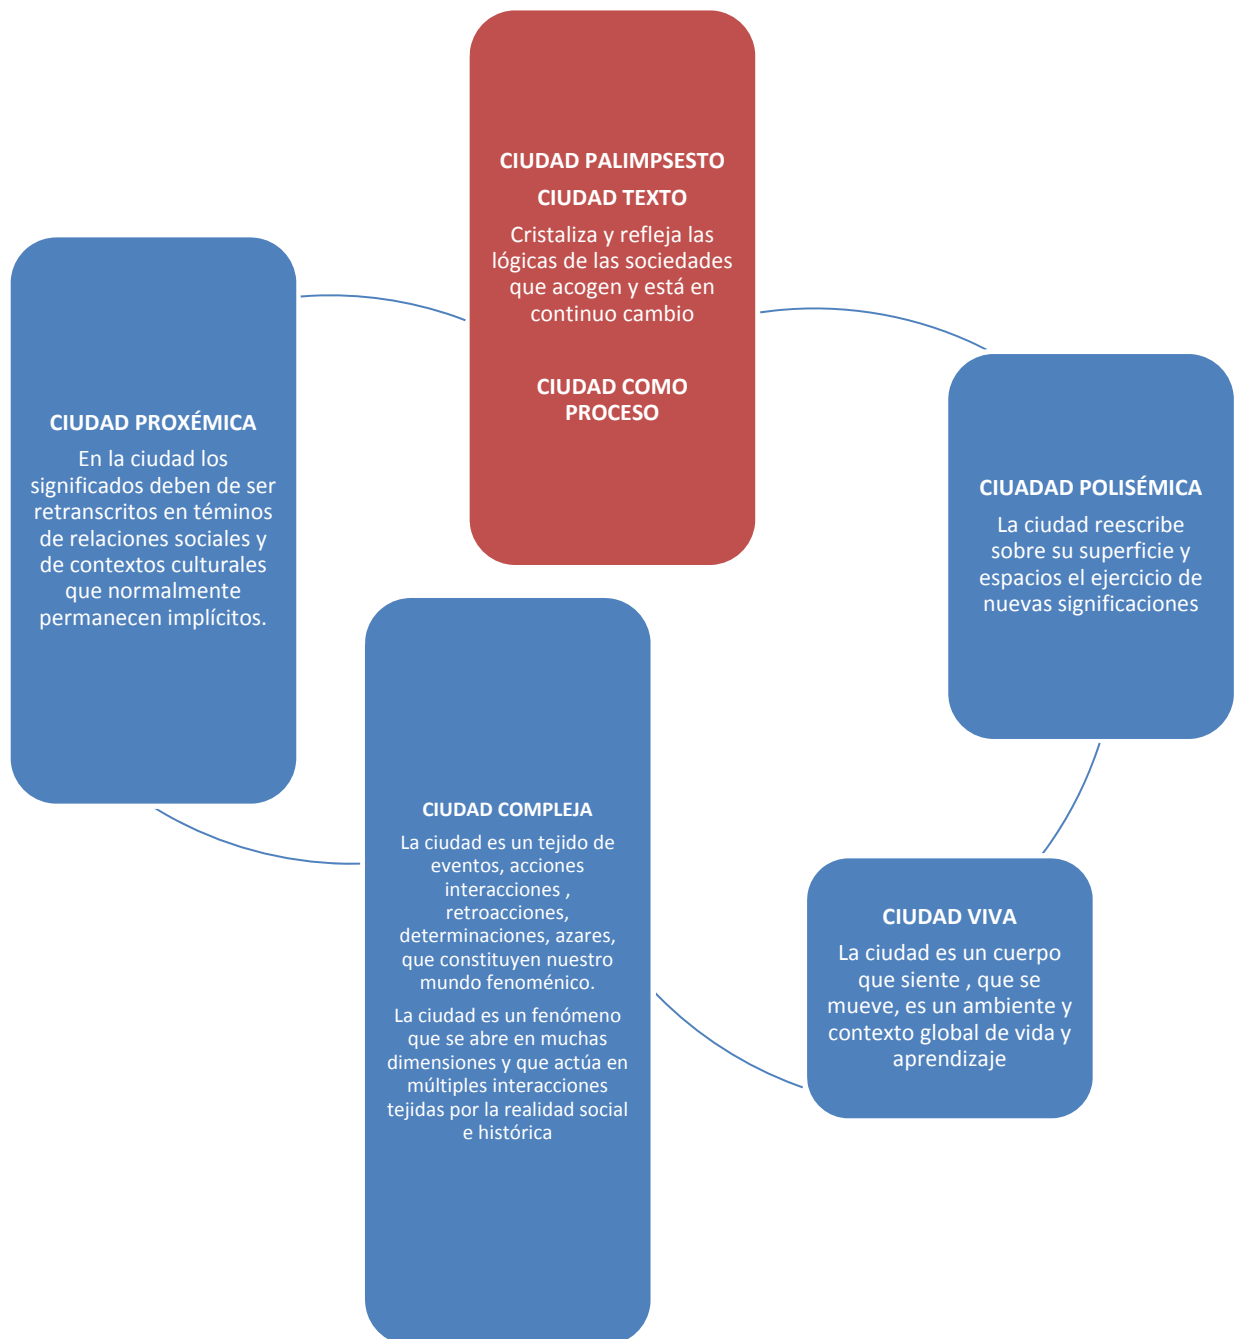 CIUDAD PALIMPSESTO
CIUDAD TEXTO
Cristaliza y refleja las
lógicas de las sociedades
que acogen y está en
continuo cambio
CIUDAD COMO
PROCESO
CIUADAD POLISÉMICA
La ciudad reescribe
sobre su superficie y
espacios el ejercicio de
nuevas significaciones
CIUDAD VIVA
La ciudad es un cuerpo
que siente , que se
mueve, es un ambiente y
contexto global de vida y
aprendizaje
CIUDAD COMPLEJA
La ciudad es un tejido de
eventos, acciones
interacciones ,
retroacciones,
determinaciones, azares,
que constituyen nuestro
mundo fenoménico.
La ciudad es un fenómeno
que se abre en muchas
dimensiones y que actúa en
múltiples interacciones
tejidas por la realidad social
e histórica
CIUDAD PROXÉMICA
En la ciudad los
significados deben de ser
retranscritos en téminos
de relaciones sociales y
de contextos culturales
que normalmente
permanecen implícitos.